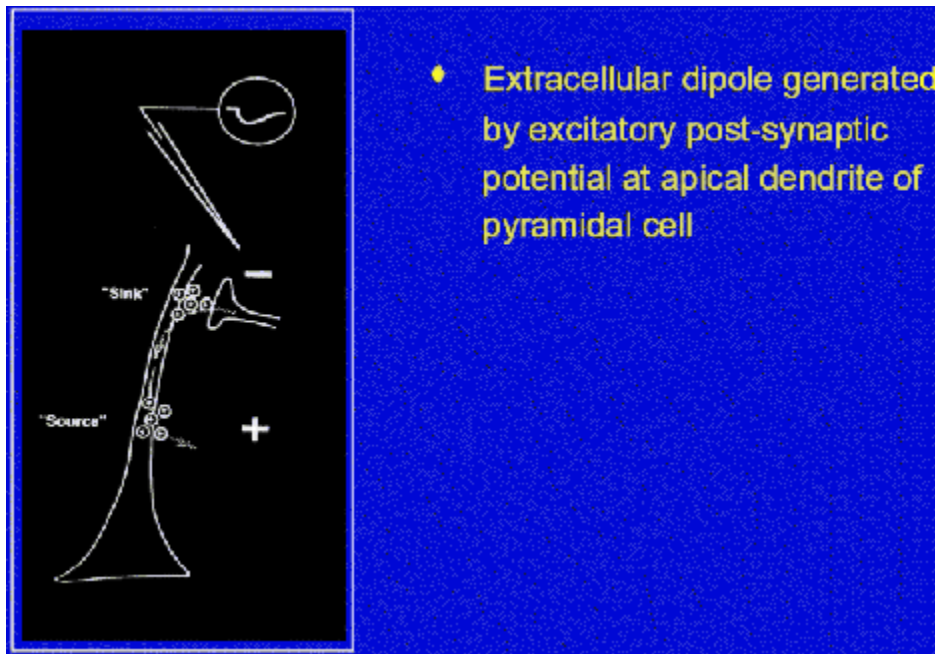 "Sink"
−
"Source"
+
• Extracellular dipole generated
by excitatory post-synaptic
potential at apical dendrite of
pyramidal cell